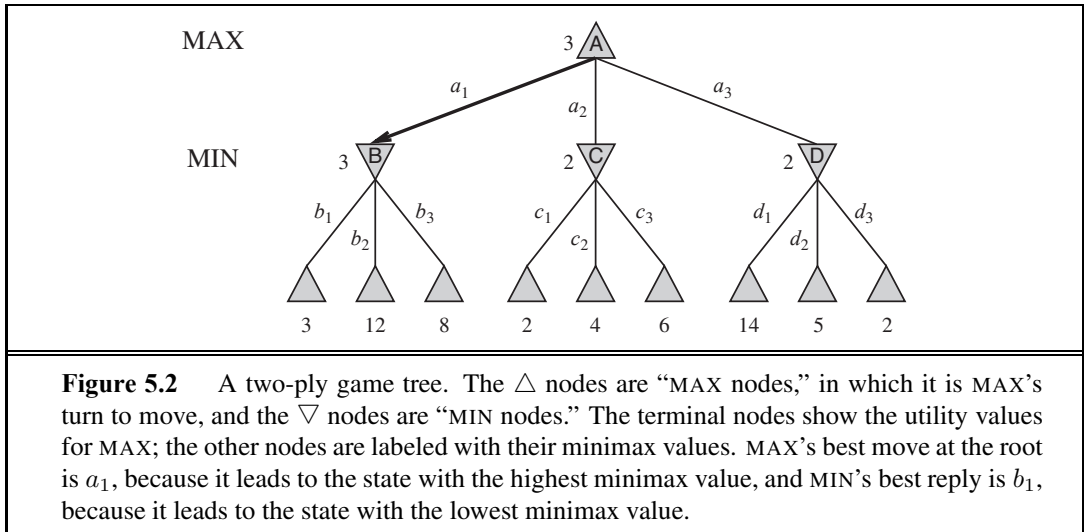 MAX 3 A
a1 a2 a3
MIN 3 B 2 C 2 D
b1 b2 b3 c1 c2 c3 d1 d2 d3
3 12 8 2 4 6 14 5 2
Figure 5.2 A two-ply game tree. The △ nodes are “MAX nodes,” in which it is MAX’s
turn to move, and the ▽ nodes are “MIN nodes.” The terminal nodes show the utility values
for MAX; the other nodes are labeled with their minimax values. MAX’s best move at the root
is a1, because it leads to the state with the highest minimax value, and MIN’s best reply is b1,
because it leads to the state with the lowest minimax value.